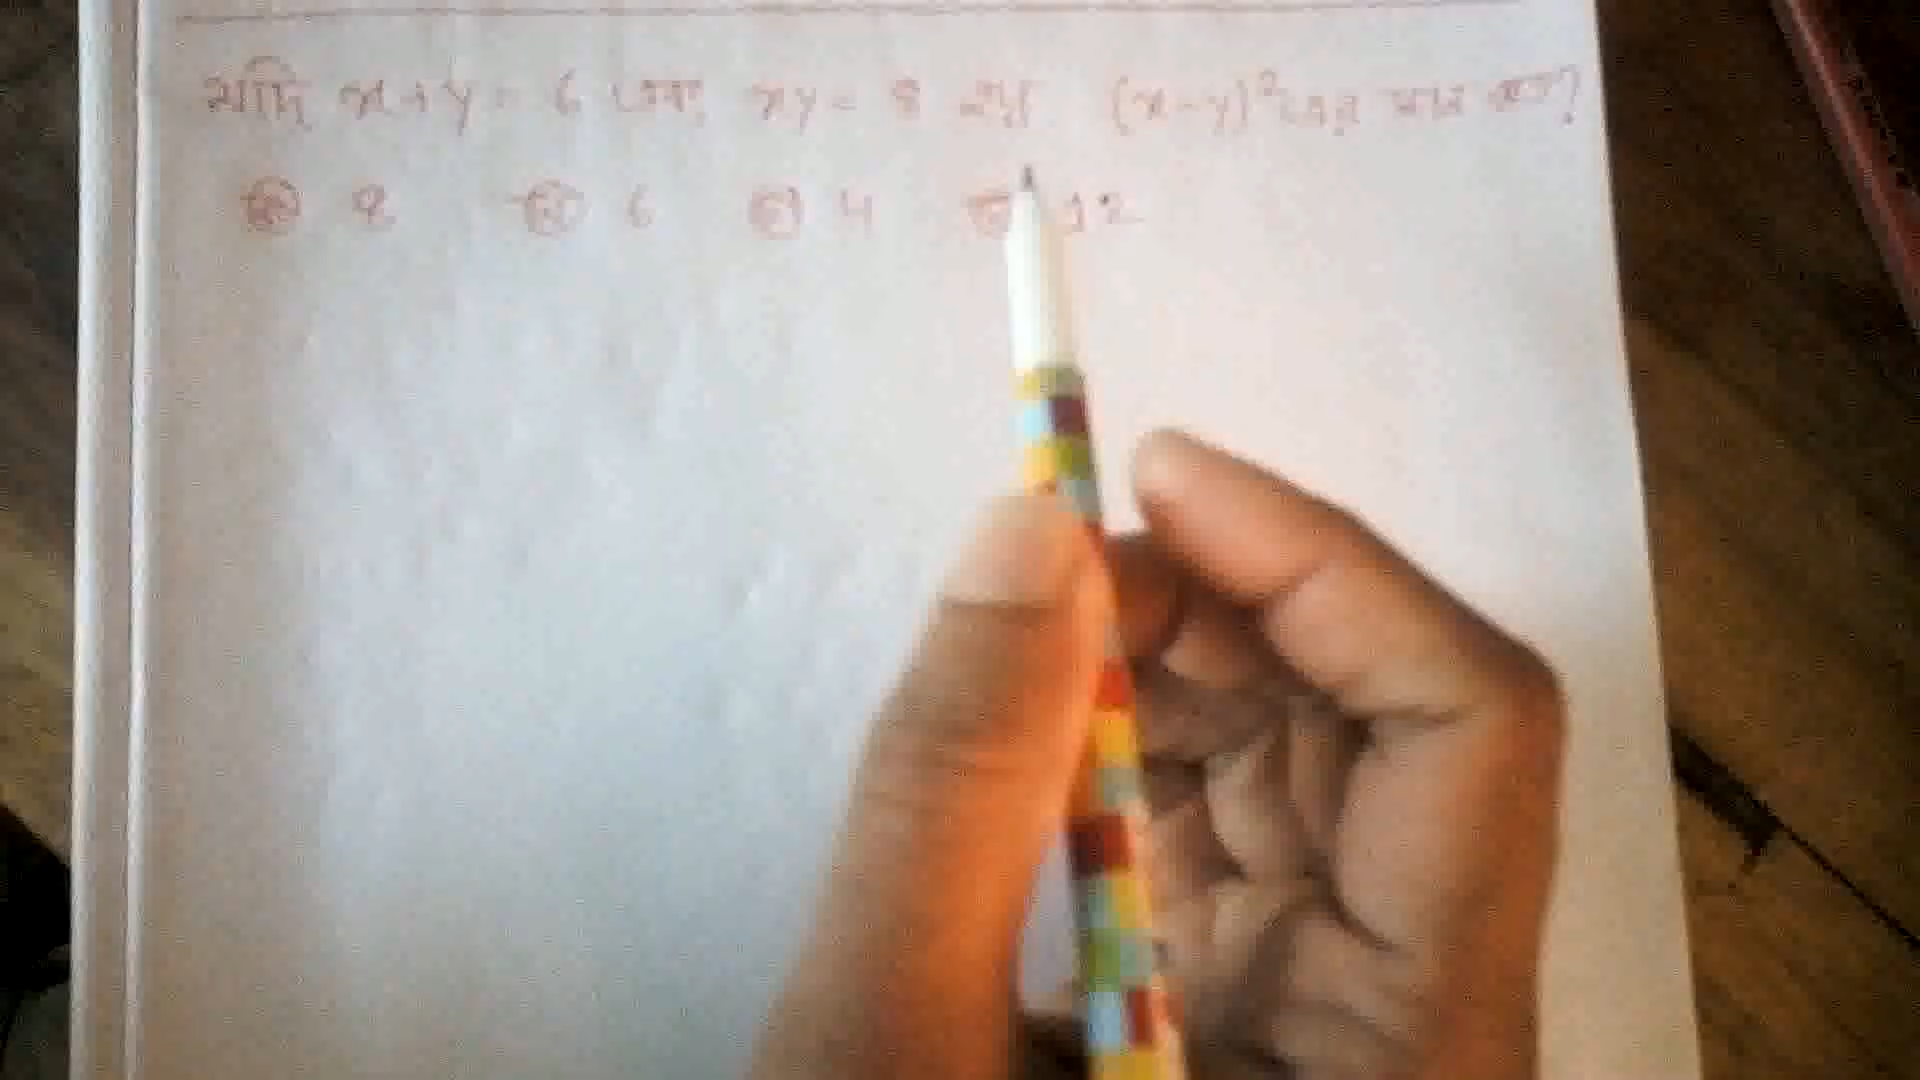 যদি x+y = 6 এবং xy = 8 হয় (x-y)² এর মান কত?
ক 8 খ 6 গ 4 ঘ 12